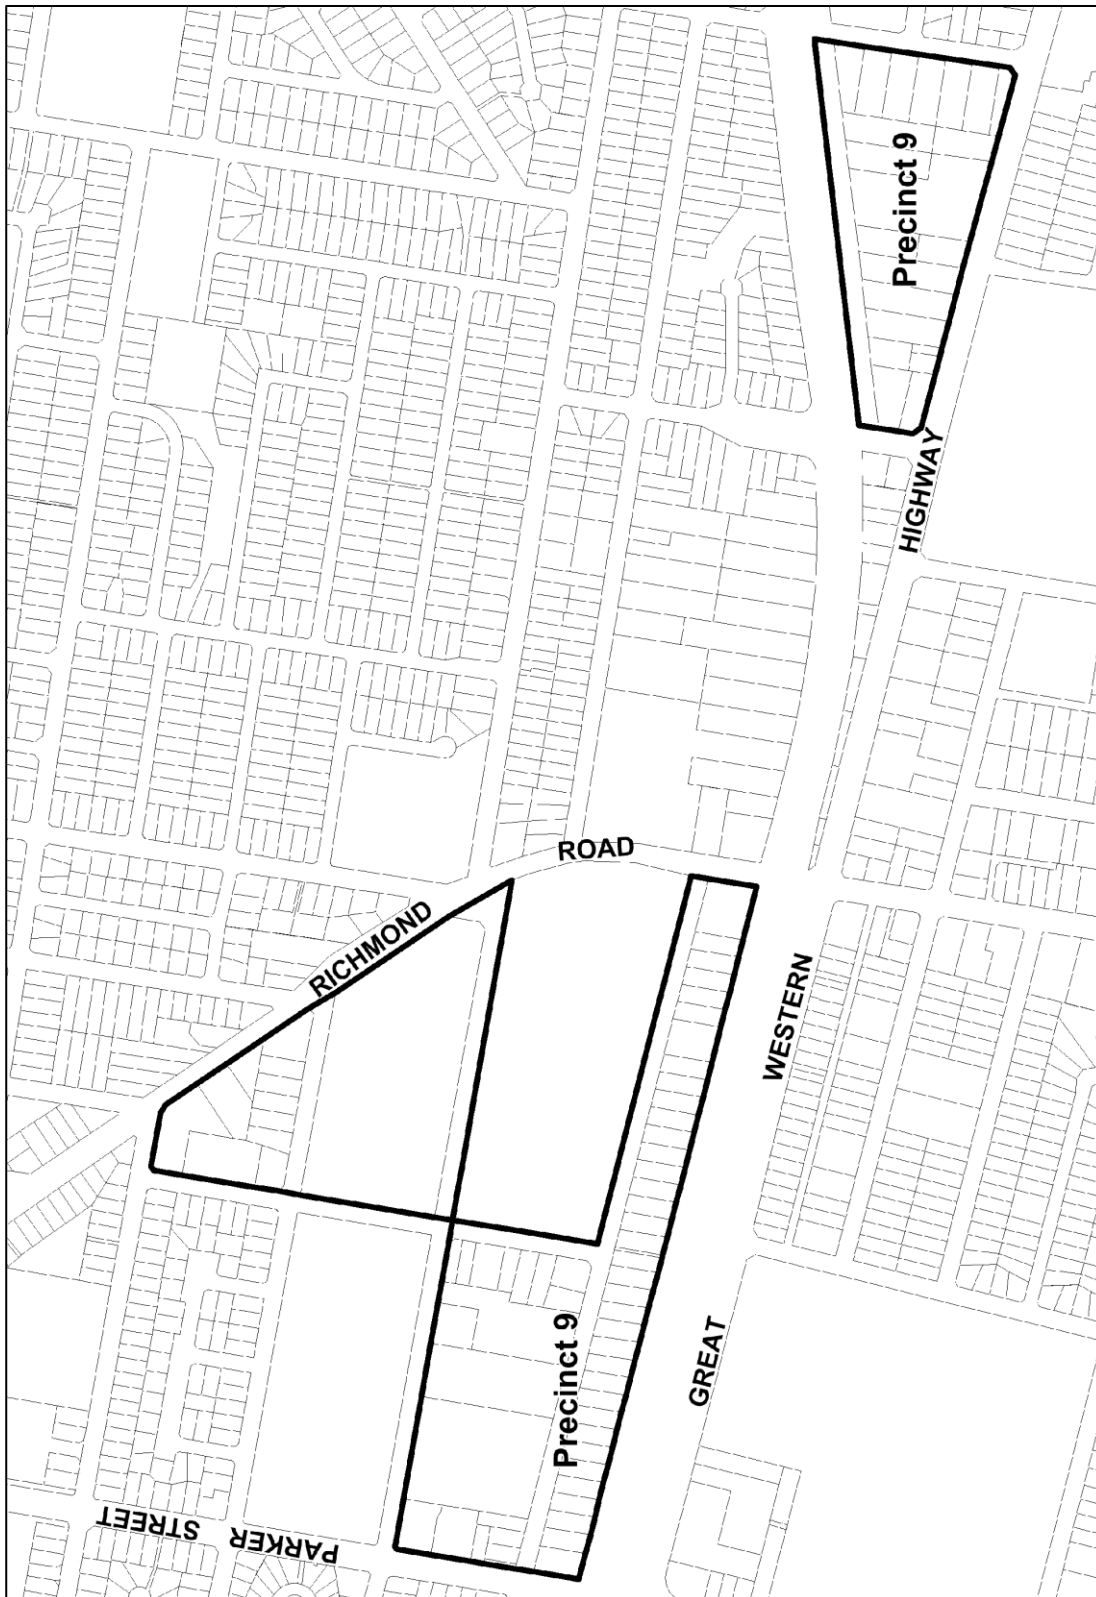 Precinct 9
HIGHWAY
ROAD
RICHMOND
WESTERN
GREAT
Precinct 9
PARKER STREET